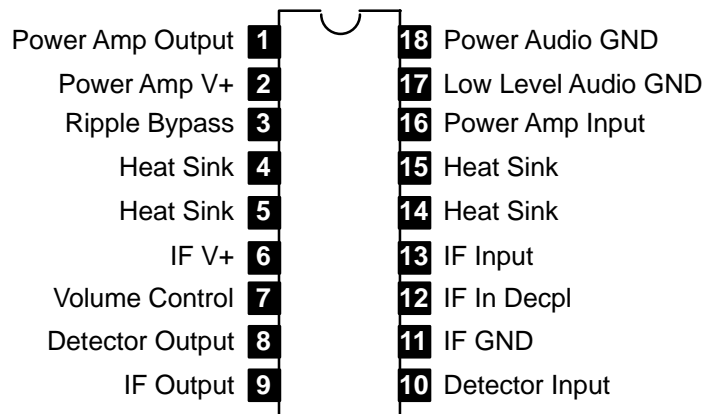 Power Amp Output 1 18 Power Audio GND
Power Amp V+ 2 17 Low Level Audio GND
Ripple Bypass 3 16 Power Amp Input
Heat Sink 4 15 Heat Sink
Heat Sink 5 14 Heat Sink
IF V+ 6 13 IF Input
Volume Control 7 12 IF In Decpl
Detector Output 8 11 IF GND
IF Output 9 10 Detector Input